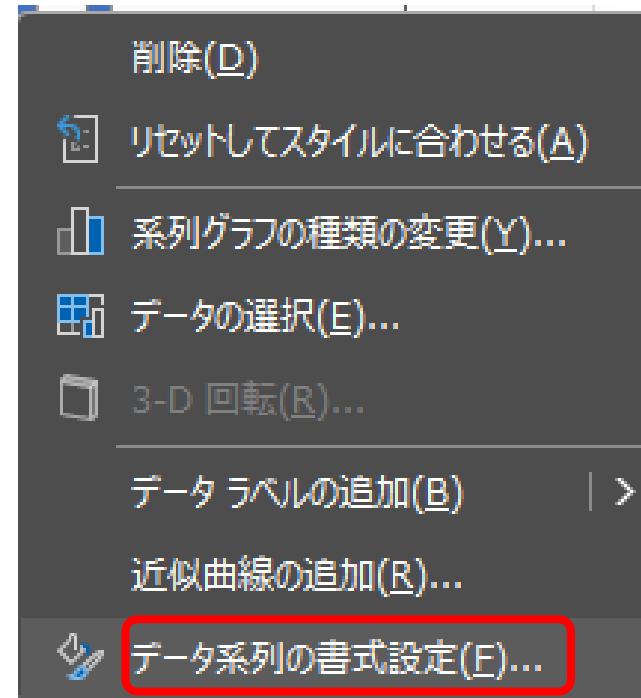 削除(D)
リセットしてスタイルに合わせる(A)
系列グラフの種類の変更(Y)...
データの選択(E)...
3-D 回転(R)...
データ ラベルの追加(B)
近似曲線の追加(R)...
データ系列の書式設定(F)...